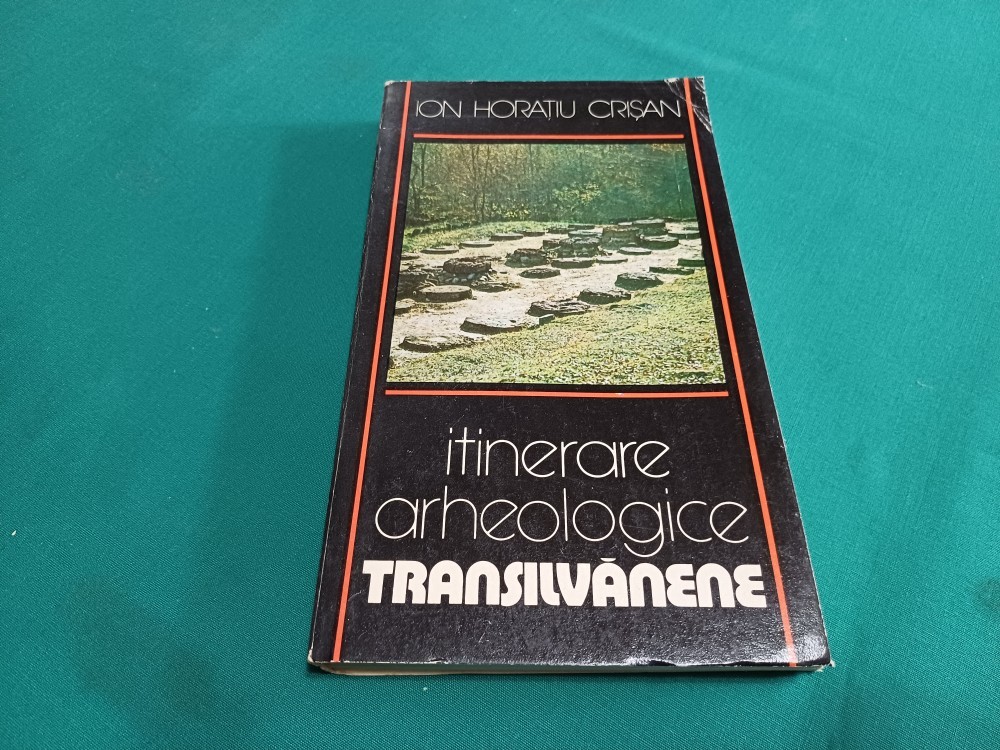 ION HORAȚIU CRIȘAN
itinerare
arheologice
TRANSILVĂNENE